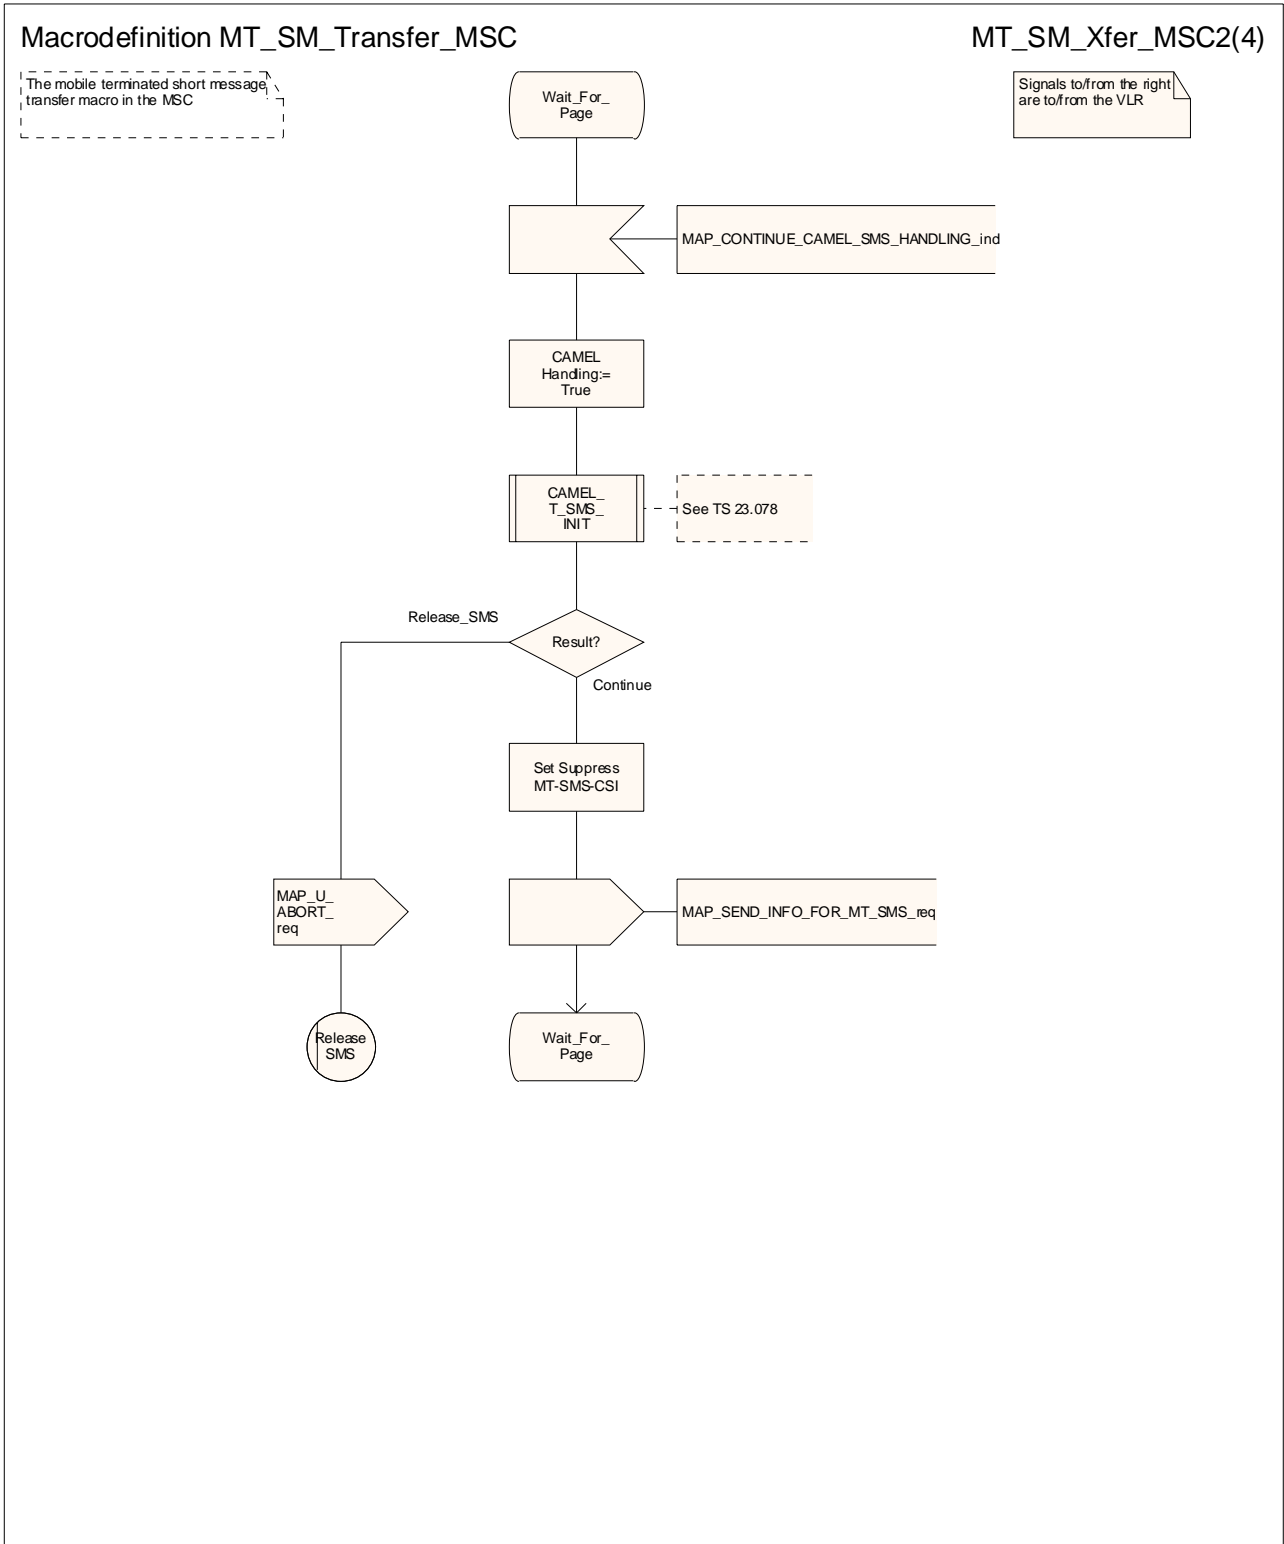 Macrodefinition MT_SM_Transfer_MSC
MT_SM_Xfer_MSC2(4)
The mobile terminated short message
transfer macro in the MSC
Wait_For_
Page
Signals to/from the right
are to/from the VLR
MAP_CONTINUE_CAMEL_SMS_HANDLING_ind
CAMEL
Handling:=
True
CAMEL_
T_SMS_
INIT
See TS 23.078
Release_SMS
Result?
Continue
Set Suppress
MT-SMS-CSI
MAP_U_
ABORT_
req
MAP_SEND_INFO_FOR_MT_SMS_req
Release
SMS
Wait_For_
Page